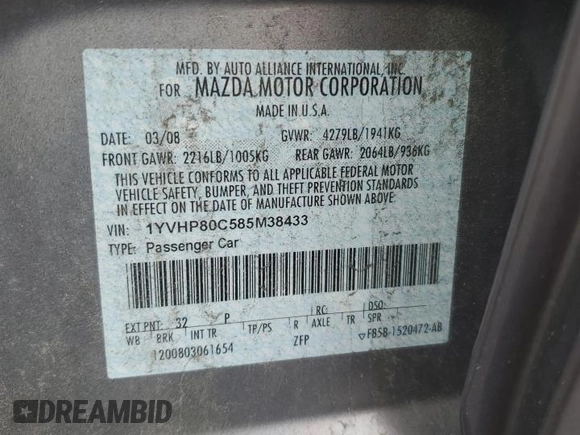 MFD. BY AUTO ALLIANCE INTERNATIONAL, INC.
FOR MAZDA MOTOR CORPORATION
MADE IN U.S.A.
DATE: 03/08 GVWR: 4279LB/1941KG
FRONT GAWR: 2216LB/1005KG REAR GAWR: 2064LB/936KG
THIS VEHICLE CONFORMS TO ALL APPLICABLE FEDERAL MOTOR
VEHICLE SAFETY, BUMPER, AND THEFT PREVENTION STANDARDS
IN EFFECT ON THE DATE OF MANUFACTURE SHOWN ABOVE.
VIN: 1YVHP80C585M38433
TYPE: Passenger Car
EXT PNT: 32 P RC: DSO:
WB BRK INT TR TP/PS R AXLE TR SPR
ZFP
1200803061654 F85B-1520472-AB
DREAMBID